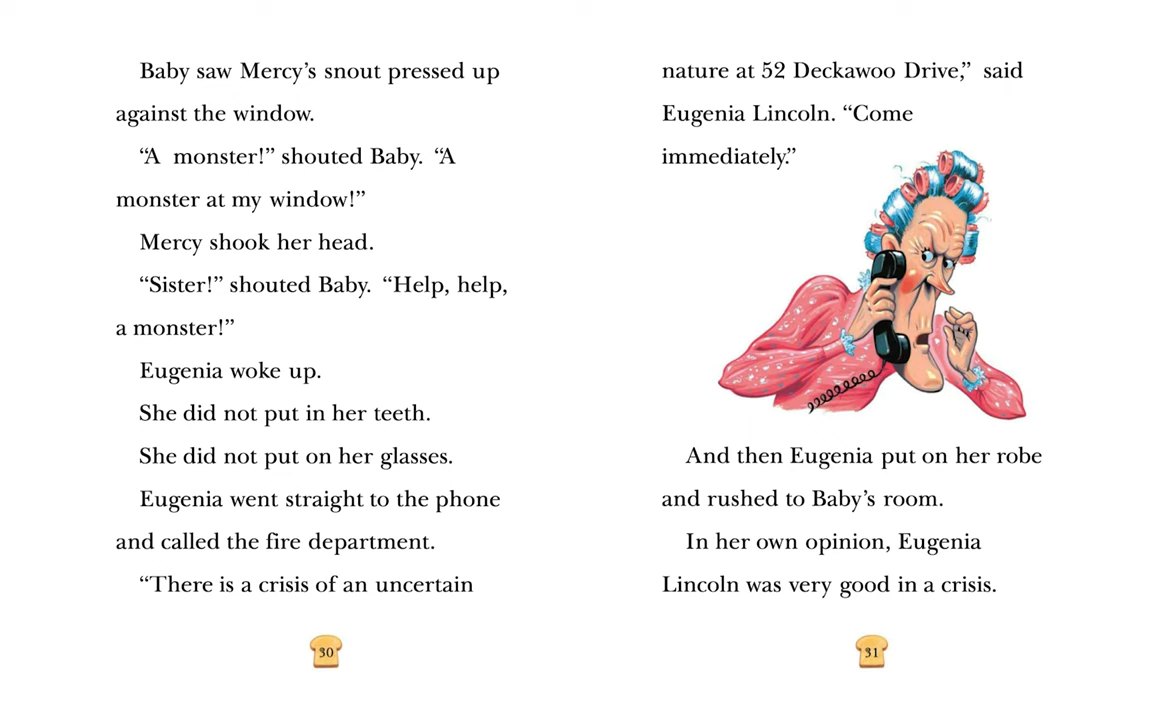 Baby saw Mercy’s snout pressed up
against the window.
“A monster!” shouted Baby. “A
monster at my window!”
Mercy shook her head.
“Sister!” shouted Baby. “Help, help,
a monster!”
Eugenia woke up.
She did not put in her teeth.
She did not put on her glasses.
Eugenia went straight to the phone
and called the fire department.
“There is a crisis of an uncertain
30
nature at 52 Deckawoo Drive,” said
Eugenia Lincoln. “Come
immediately.”
And then Eugenia put on her robe
and rushed to Baby’s room.
In her own opinion, Eugenia
Lincoln was very good in a crisis.
31